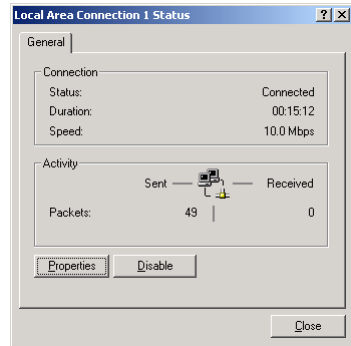 Local Area Connection 1 Status
General
Connection
Status: Connected
Duration: 00:15:12
Speed: 10.0 Mbps
Activity
Sent Received
Packets: 49 0
Properties Disable
Close